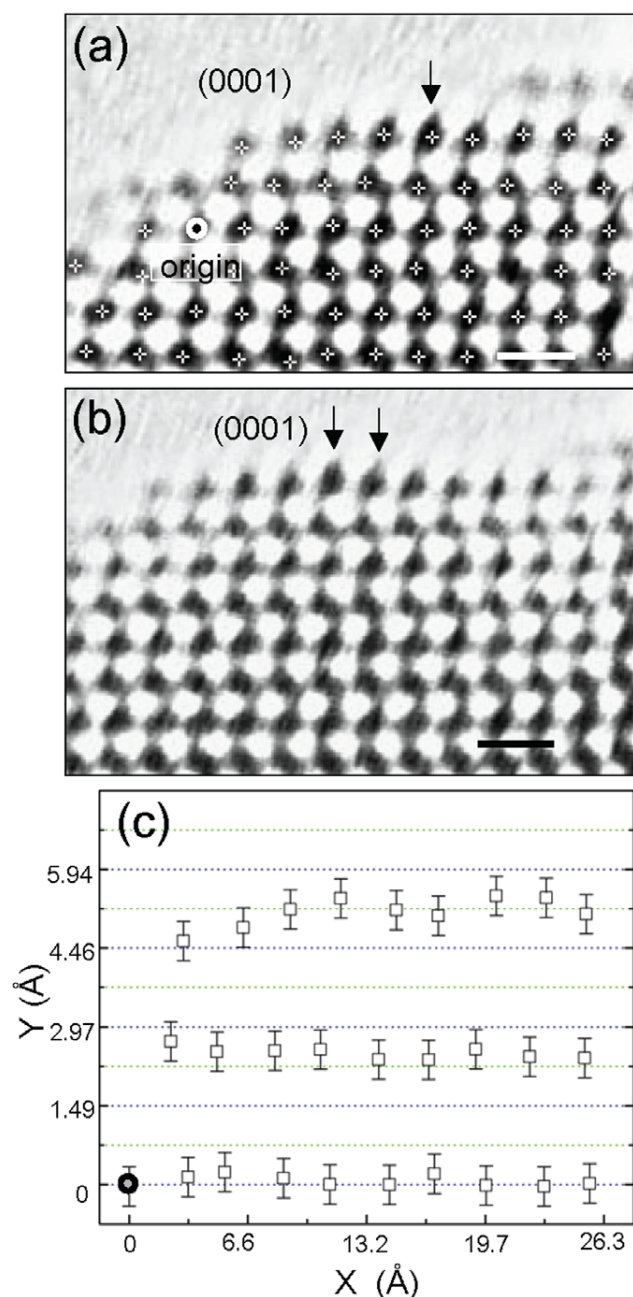 (a)
(0001)
origin
(b)
(0001)
(c)
5.94
4.46
2.97
1.49
0
Y (Å)
0 6.6 13.2 19.7 26.3
X (Å)